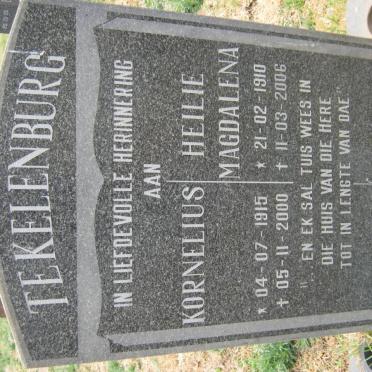 TEKELENBURG
IN LIEFDEVOLLE HERINNERING
AAN
KORNELIUS HEILIE
MAGDALENA
★ 04-07-1915 ★ 21-02-1910
† 05-11-2000 † 11-03-2006
"...EN EK SAL TUIS WEES IN
DIE HUIS VAN DIE HERE
TOT IN LENGTE VAN DAE"